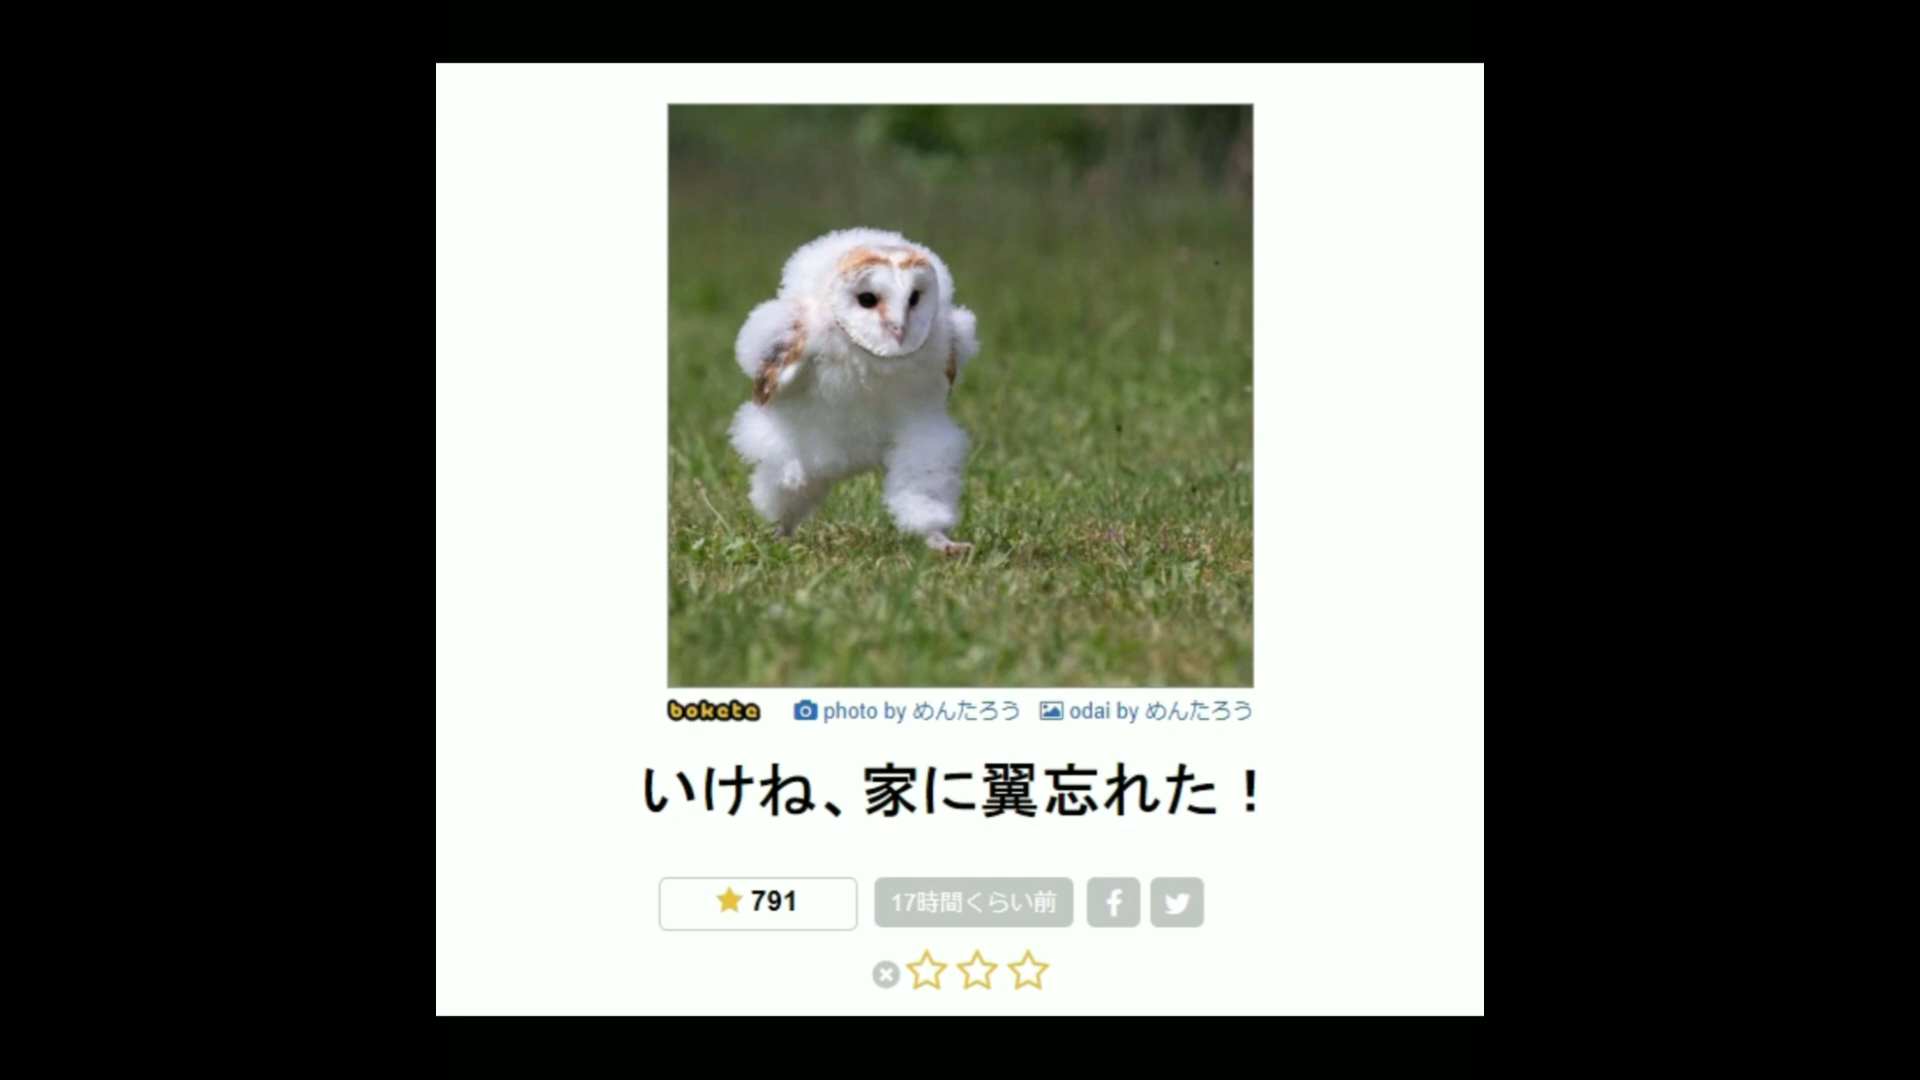 bokete photo by めんたろう odai by めんたろう
いけね、家に翼忘れた！
791 17時間くらい前